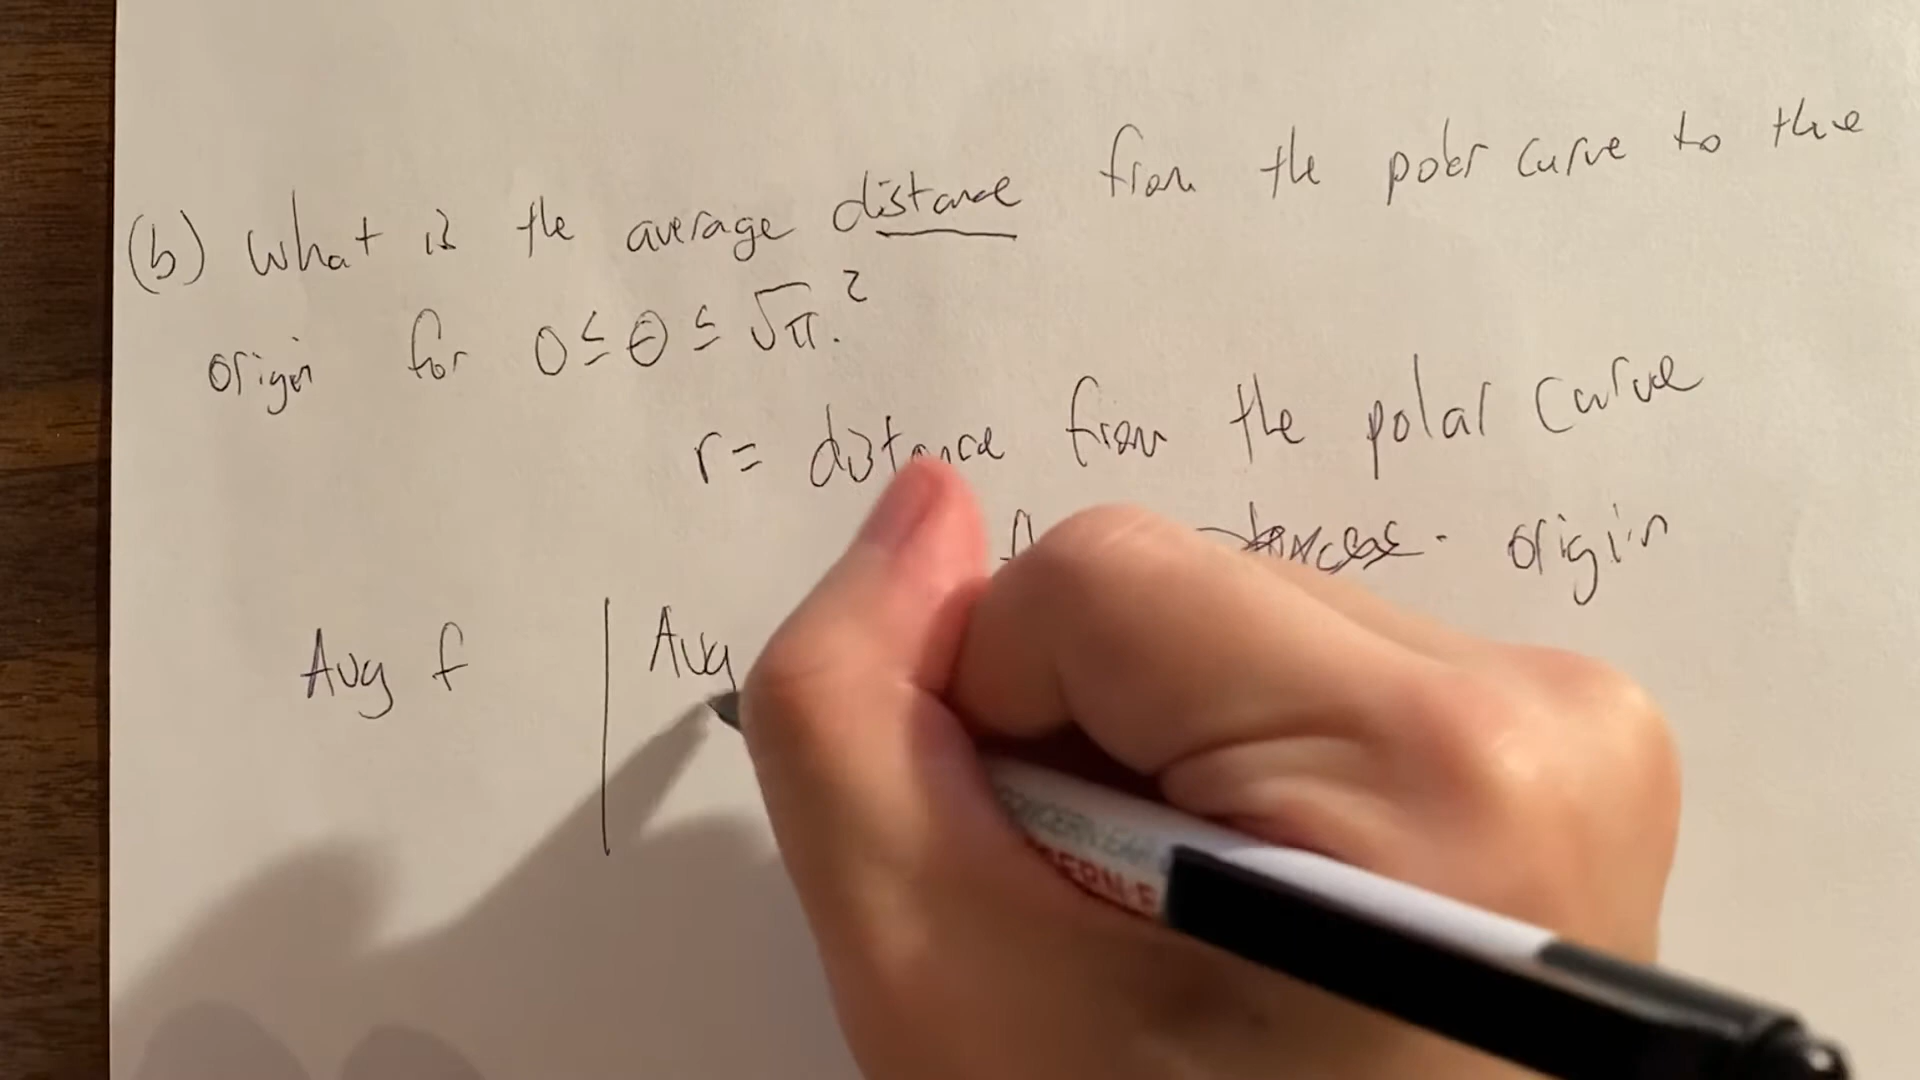 (b) What is the average distance from the polar curve to the
origin for 0 ≤ θ ≤ √π.?
r = distance from the polar curve
origin
Avg f | Avg